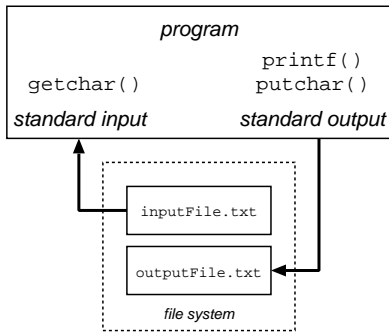 program
printf()
getchar() putchar()
standard input standard output
inputFile.txt
outputFile.txt
file system